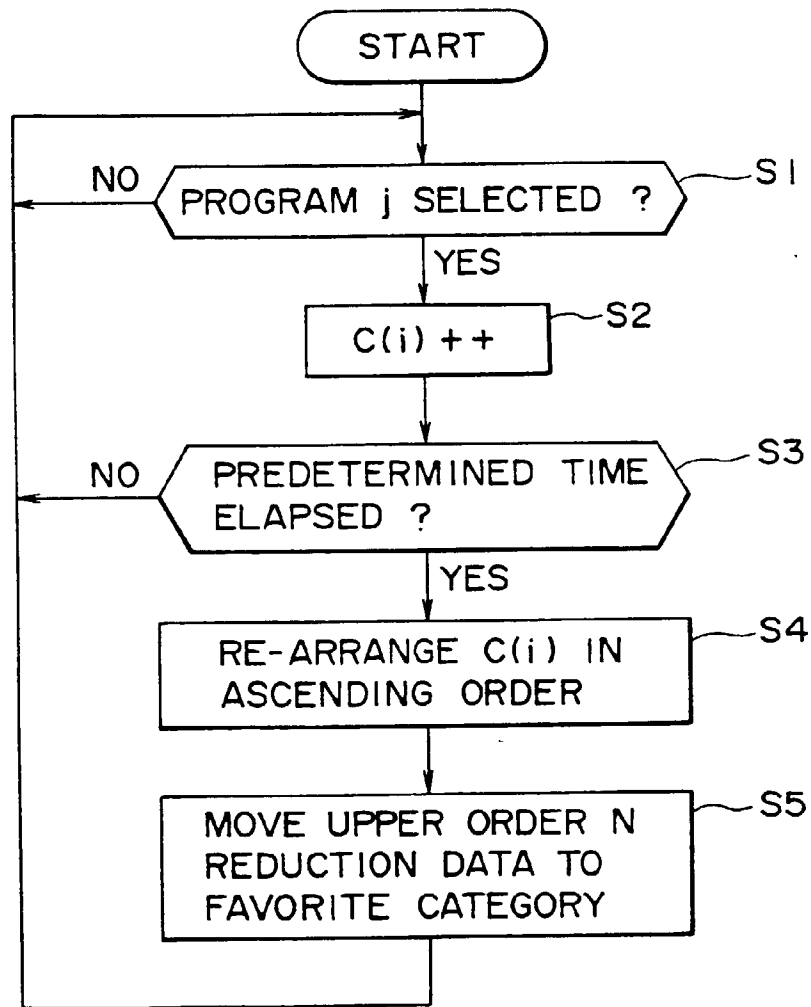 START
NO
PROGRAM j SELECTED ?
S1
YES
C(i) ++
S2
NO
PREDETERMINED TIME
ELAPSED ?
S3
YES
RE-ARRANGE C(i) IN
ASCENDING ORDER
S4
MOVE UPPER ORDER N
REDUCTION DATA TO
FAVORITE CATEGORY
S5